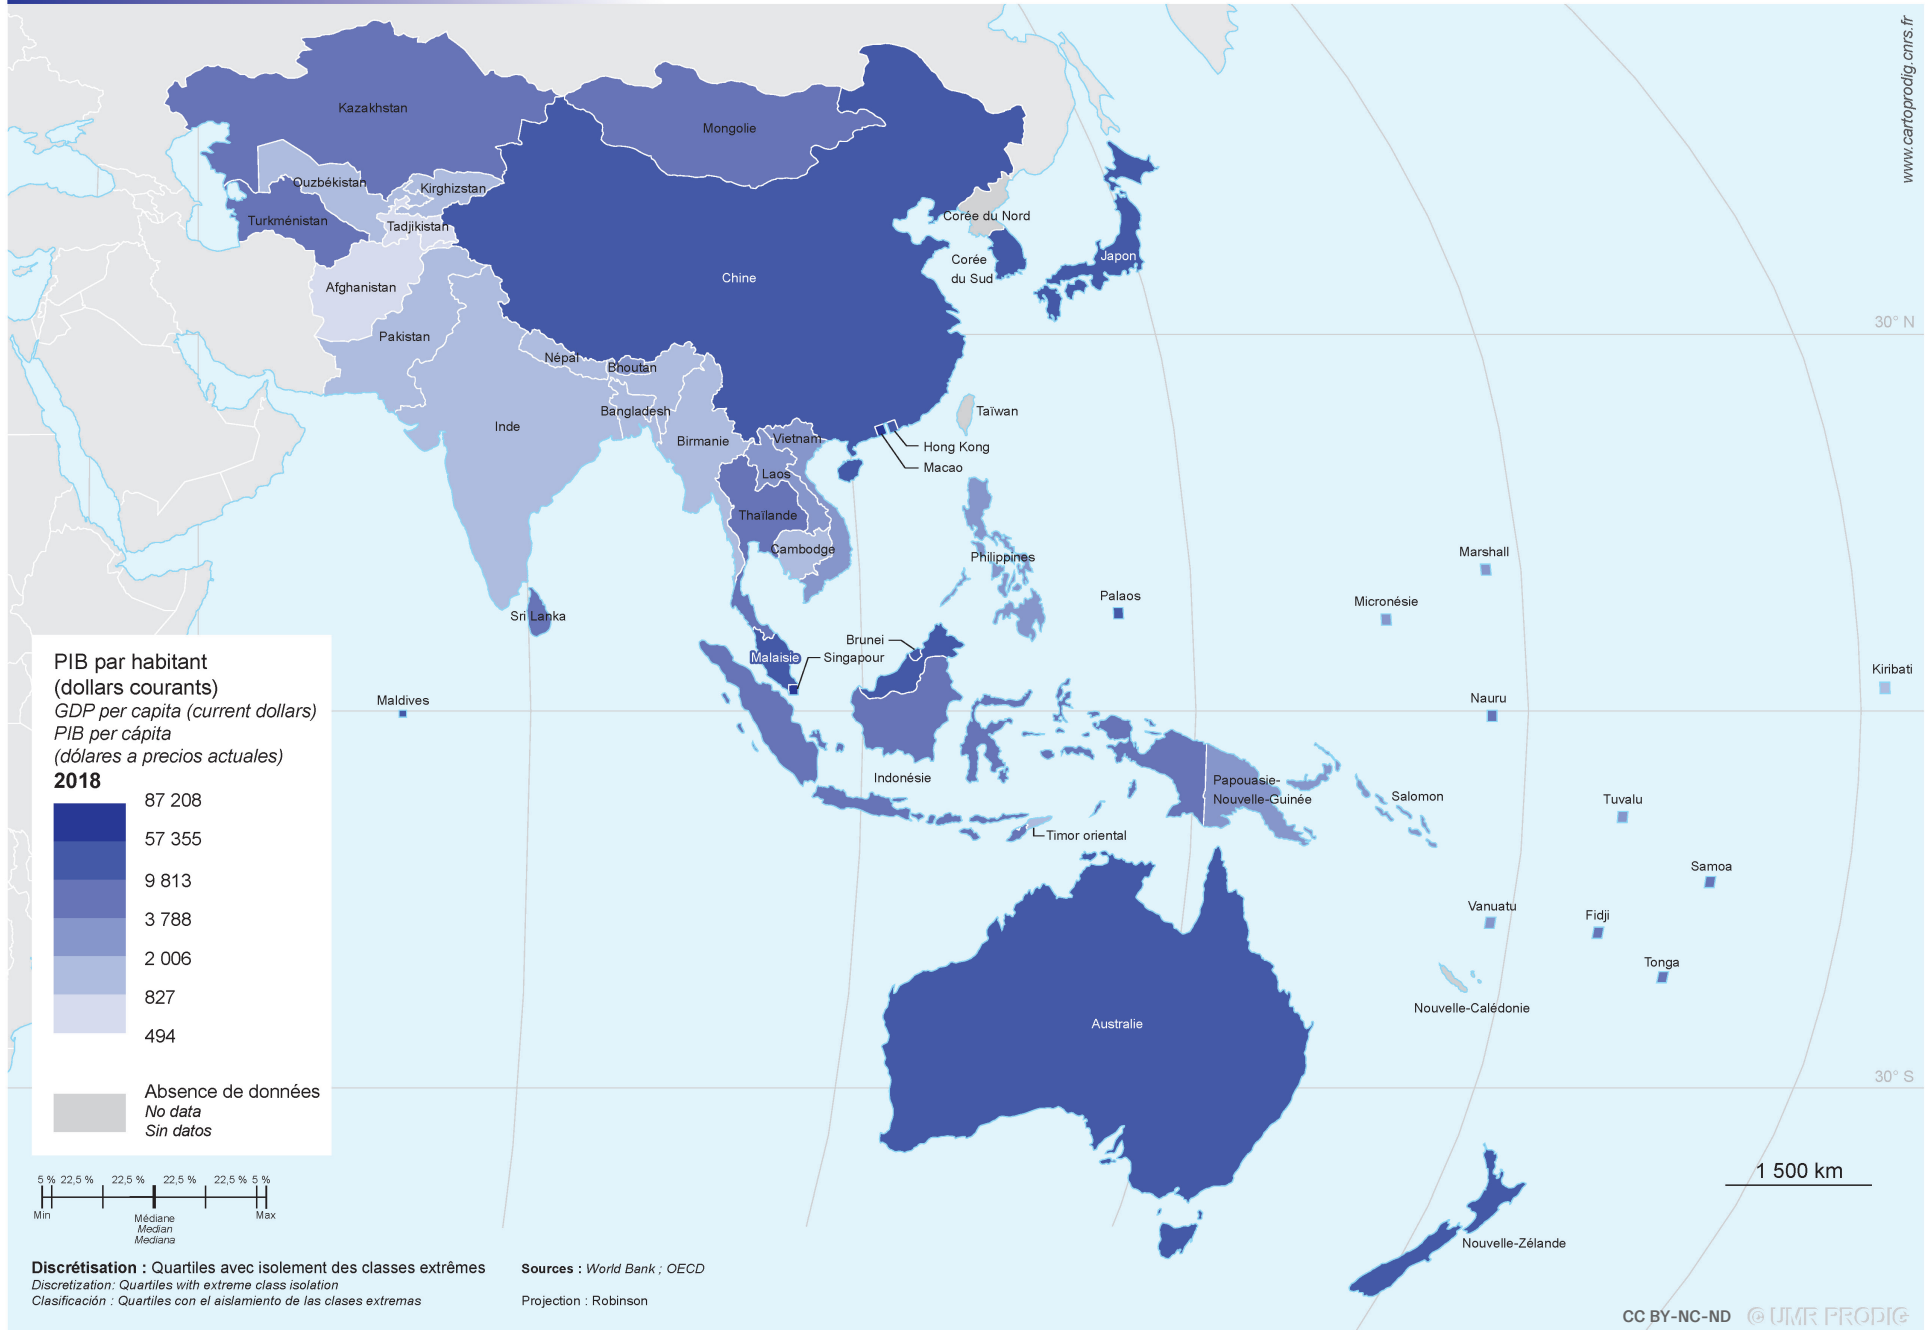 www.cartoprodig.cnrs.fr
Kazakhstan
Mongolie
Ouzbékistan
Kirghizstan
Turkménistan
Tadjikistan
Corée du Nord
Japon
Corée
du Sud
Chine
Afghanistan
30° N
Pakistan
Népal
Bhoutan
Bangladesh
Taïwan
Inde
Birmanie
Vietnam
Hong Kong
Macao
Laos
Thaïlande
Cambodge
Philippines
Marshall
Palaos
Micronésie
Sri Lanka
Brunei
Malaisie
Singapour
Kiribati
Maldives
Nauru
Indonésie
Papouasie-
Nouvelle-Guinée
Salomon
Tuvalu
Timor oriental
Samoa
Vanuatu
Fidji
Tonga
Nouvelle-Calédonie
Australie
30° S
Nouvelle-Zélande
1 500 km
PIB par habitant
(dollars courants)
GDP per capita (current dollars)
PIB per cápita
(dólares a precios actuales)
2018
87 208
57 355
9 813
3 788
2 006
827
494
Absence de données
No data
Sin datos
5 % 22,5 % 22,5 % 22,5 % 22,5 % 5 %
Min Max
Médiane
Median
Mediana
Discrétisation : Quartiles avec isolement des classes extrêmes
Discretization: Quartiles with extreme class isolation
Clasificación : Quartiles con el aislamiento de las clases extremas
Sources : World Bank ; OECD
Projection : Robinson
CC BY-NC-ND © UMR PRODIG